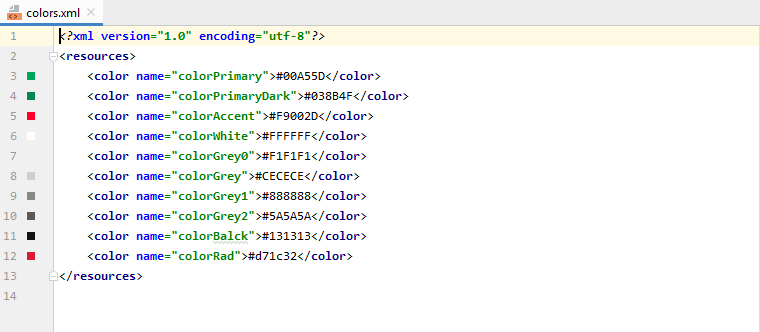 colors.xml
1 <?xml version="1.0" encoding="utf-8"?>
2 <resources>
3 <color name="colorPrimary">#00A55D</color>
4 <color name="colorPrimaryDark">#038B4F</color>
5 <color name="colorAccent">#F9002D</color>
6 <color name="colorWhite">#FFFFFF</color>
7 <color name="colorGrey0">#F1F1F1</color>
8 <color name="colorGrey">#CECECE</color>
9 <color name="colorGrey1">#888888</color>
10 <color name="colorGrey2">#5A5A5A</color>
11 <color name="colorBalck">#131313</color>
12 <color name="colorRad">#d71c32</color>
13 </resources>
14